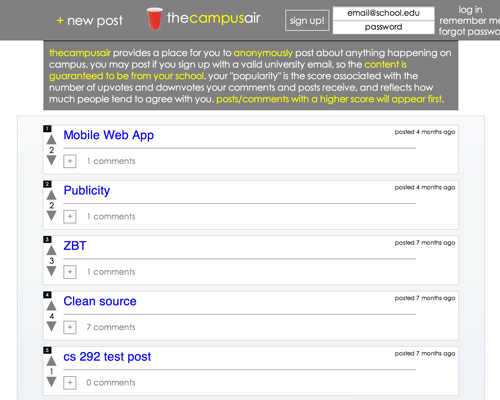 + new post
thecampusair
sign up!
email@school.edu
password
log in
remember me
forgot passwo
thecampusair provides a place for you to anonymously post about anything happening on
campus. you may post if you sign up with a valid university email, so the content is
guaranteed to be from your school. your "popularity" is the score associated with the
number of upvotes and downvotes your comments and posts receive, and reflects how
much people tend to agree with you. posts/comments with a higher score will appear first.
1
Mobile Web App
posted 4 months ago
2
+ 1 comments
2
Publicity
posted 4 months ago
2
+ 1 comments
3
ZBT
posted 7 months ago
3
+ 1 comments
4
Clean source
posted 7 months ago
4
+ 7 comments
5
cs 292 test post
posted 7 months ago
1
+ 0 comments